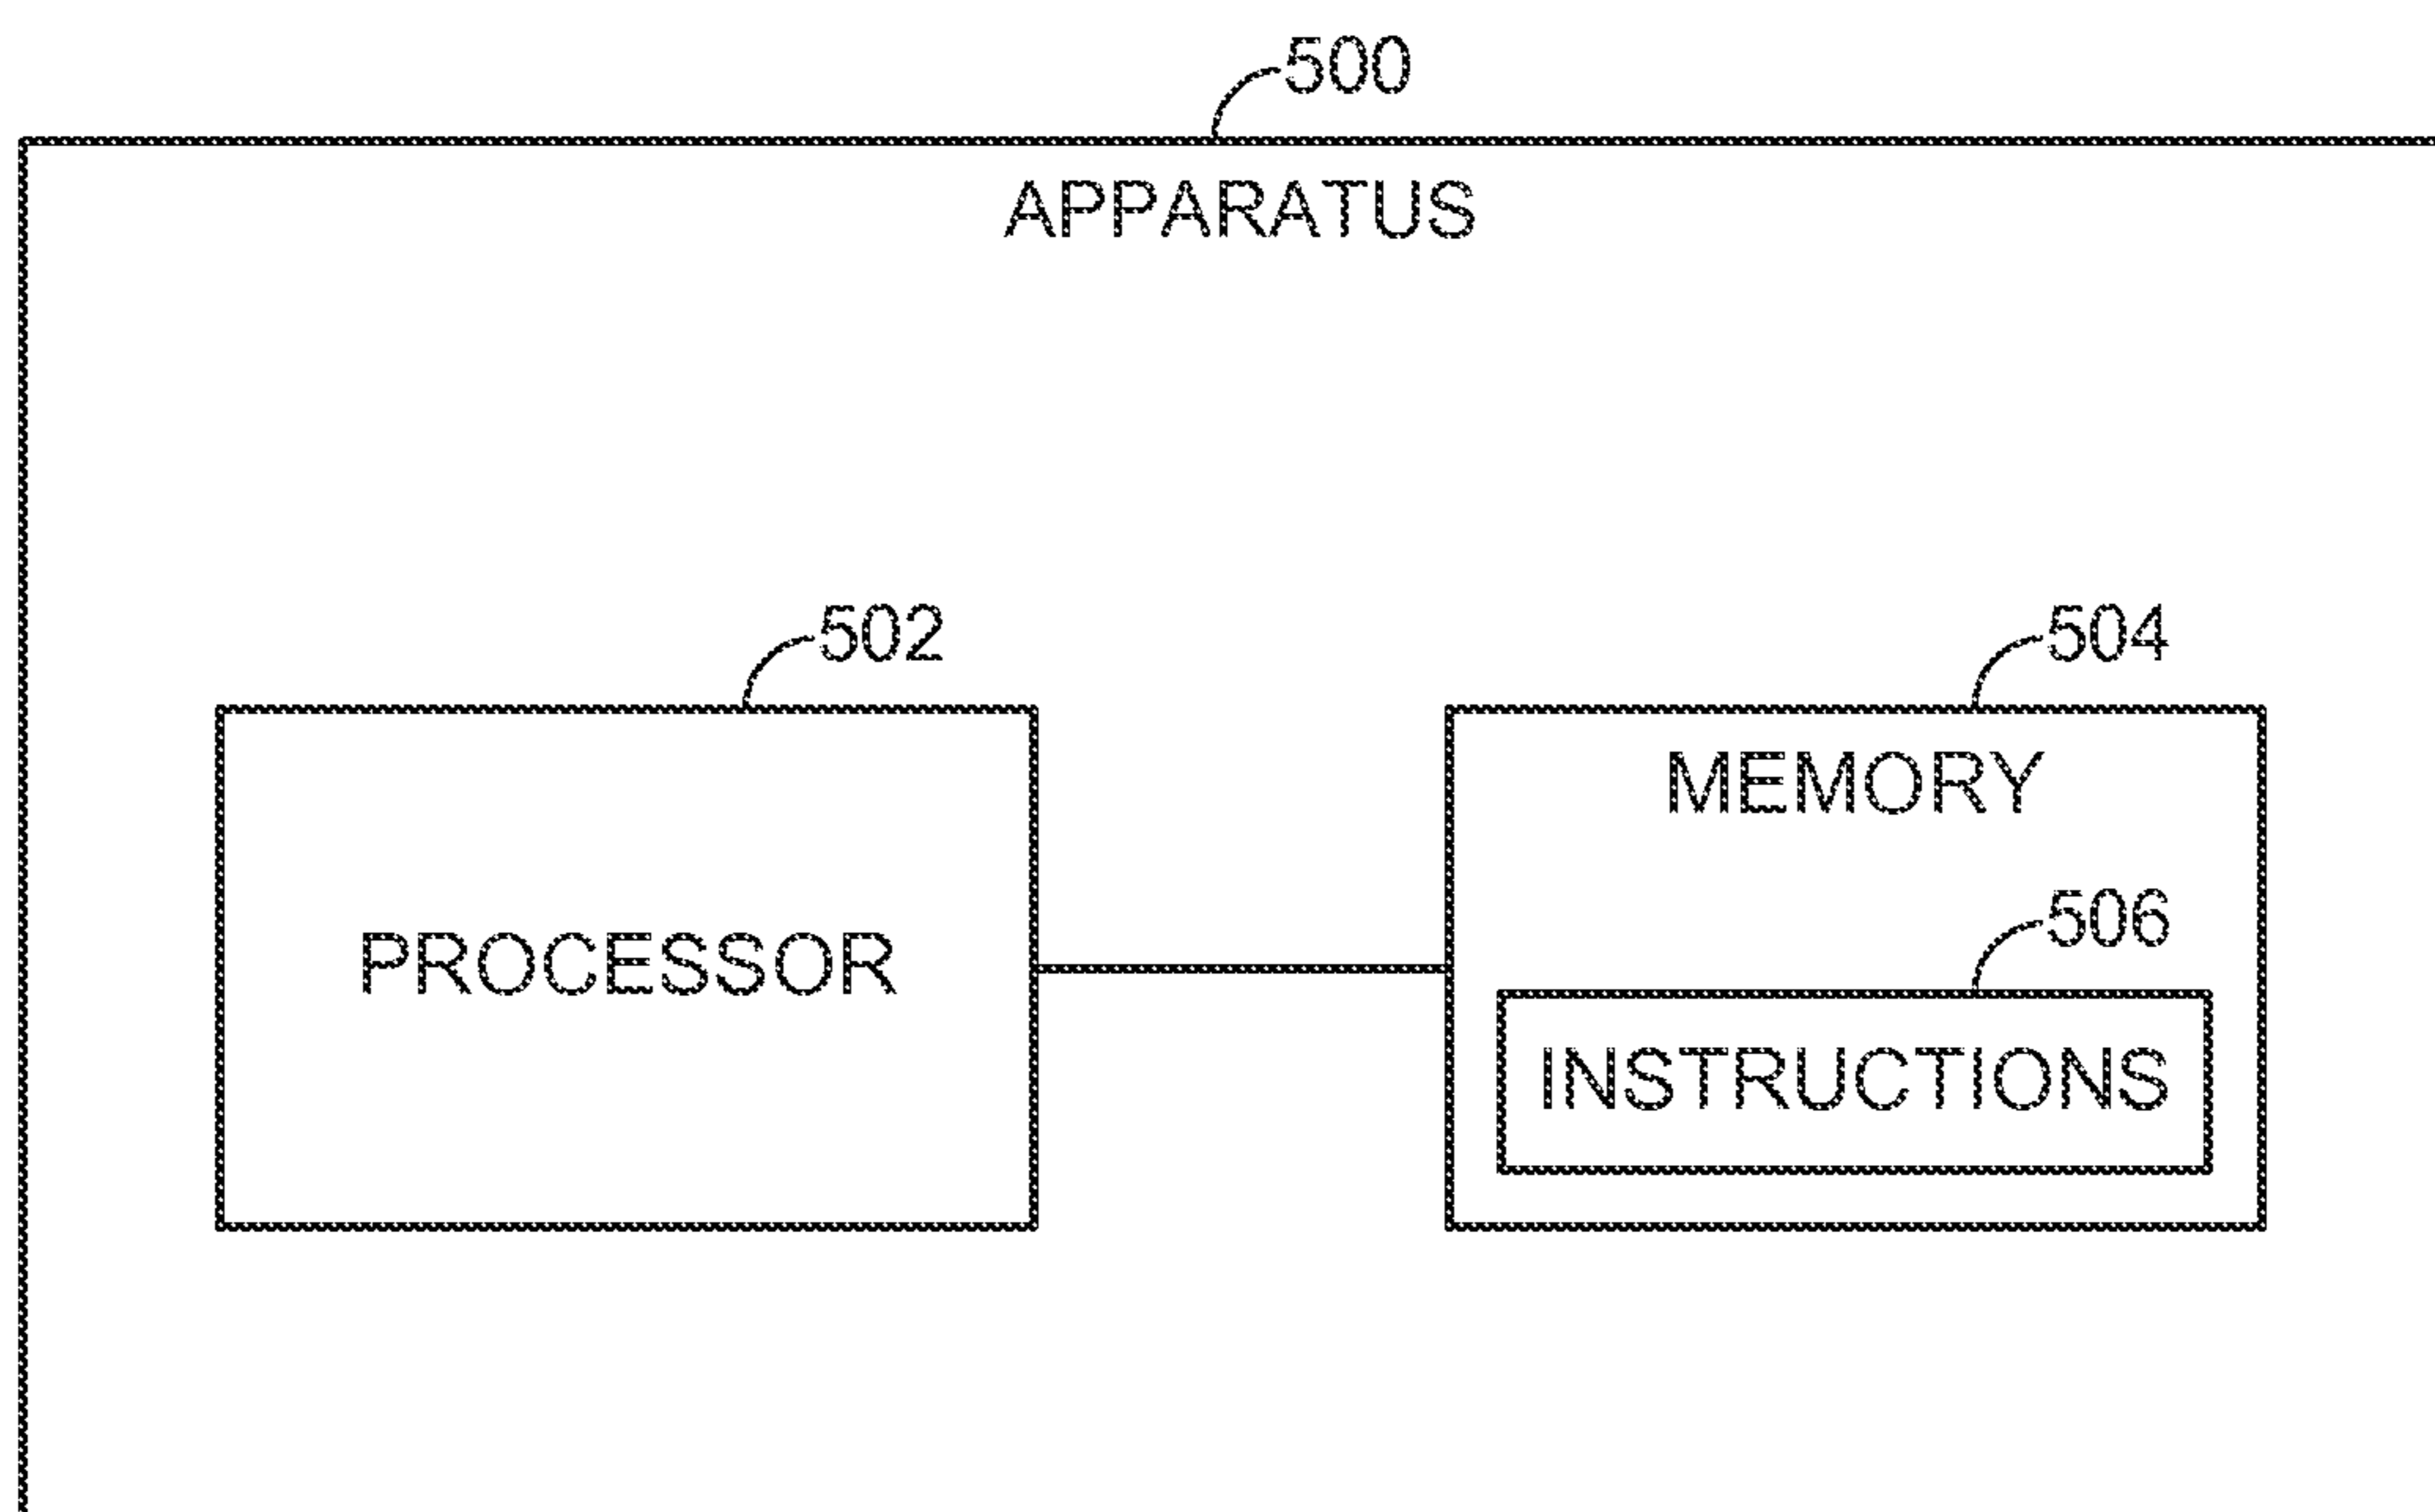 500
APPARATUS
502
504
MEMORY
PROCESSOR
506
INSTRUCTIONS